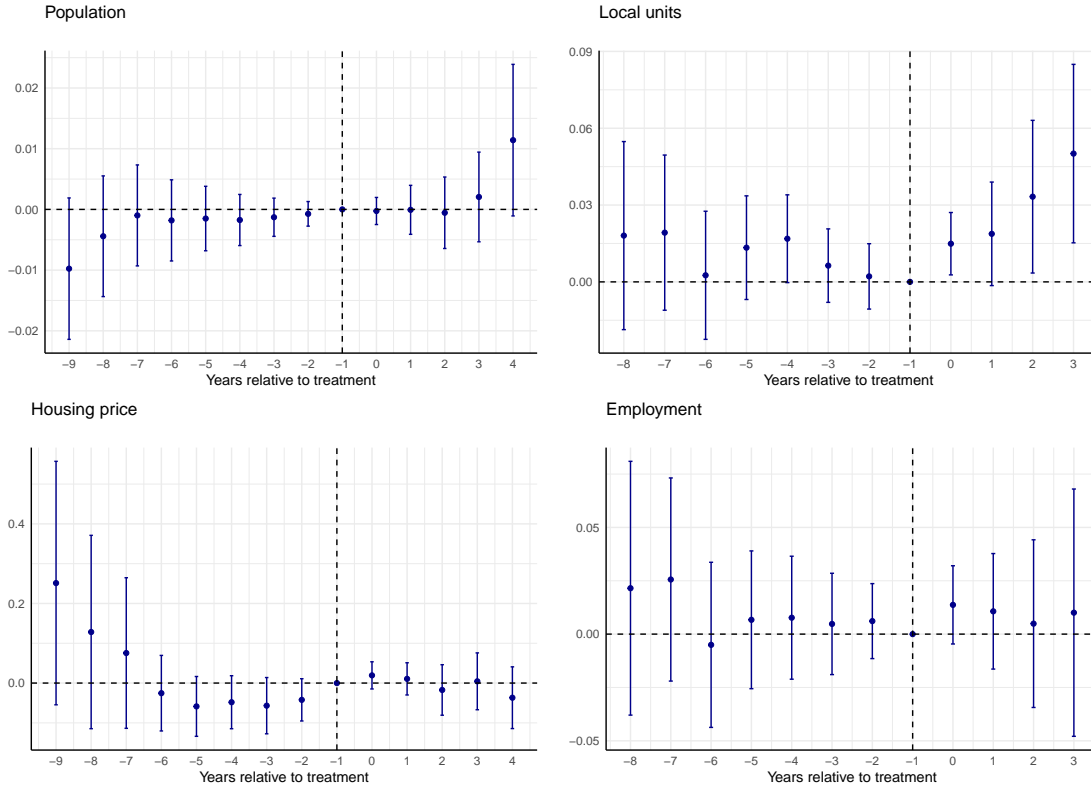 Population
0.02
0.01
0.00
−0.01
−0.02
−9 −8 −7 −6 −5 −4 −3 −2 −1 0 1 2 3 4
Years relative to treatment
Local units
0.09
0.06
0.03
0.00
−8 −7 −6 −5 −4 −3 −2 −1 0 1 2 3
Years relative to treatment
Housing price
0.4
0.2
0.0
−9 −8 −7 −6 −5 −4 −3 −2 −1 0 1 2 3 4
Years relative to treatment
Employment
0.05
0.00
−0.05
−8 −7 −6 −5 −4 −3 −2 −1 0 1 2 3
Years relative to treatment